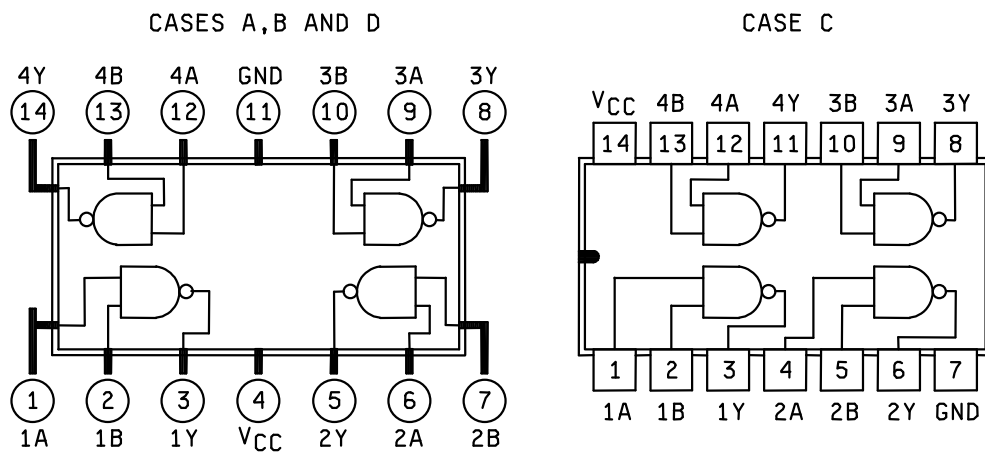 CASES A,B AND D
4Y 4B 4A GND 3B 3A 3Y
14 13 12 11 10 9 8
1 2 3 4 5 6 7
1A 1B 1Y VCC 2Y 2A 2B
CASE C
VCC 4B 4A 4Y 3B 3A 3Y
14 13 12 11 10 9 8
1 2 3 4 5 6 7
1A 1B 1Y 2A 2B 2Y GND